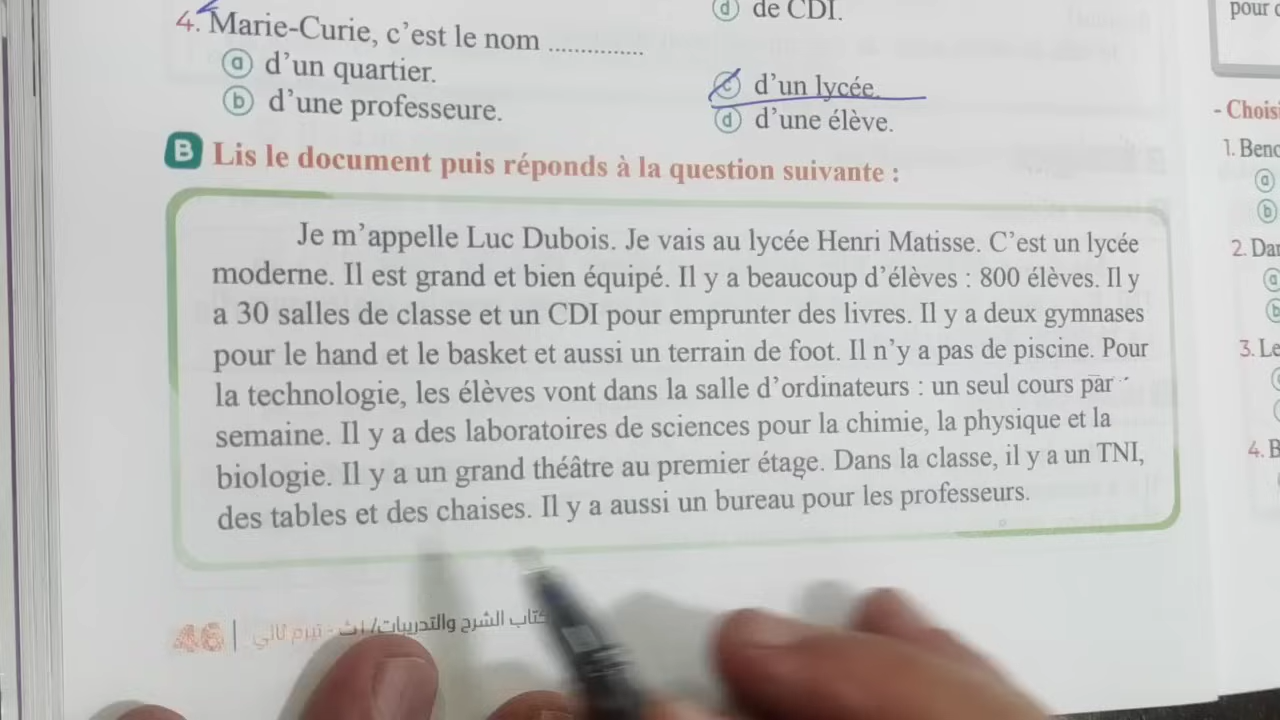 d de CDI.
4. Marie-Curie, c'est le nom ...............
a d'un quartier.
b d'une professeure.
c d'un lycée.
d d'une élève.
B Lis le document puis réponds à la question suivante :
Je m'appelle Luc Dubois. Je vais au lycée Henri Matisse. C'est un lycée
moderne. Il est grand et bien équipé. Il y a beaucoup d'élèves : 800 élèves. Il y
a 30 salles de classe et un CDI pour emprunter des livres. Il y a deux gymnases
pour le hand et le basket et aussi un terrain de foot. Il n'y a pas de piscine. Pour
la technologie, les élèves vont dans la salle d'ordinateurs : un seul cours par
semaine. Il y a des laboratoires de sciences pour la chimie, la physique et la
biologie. Il y a un grand théâtre au premier étage. Dans la classe, il y a un TNI,
des tables et des chaises. Il y a aussi un bureau pour les professeurs.
46 | كتاب الشرح والتدريبات/ ١ث - تيرم ثاني
pour
- Chois
1. Beno
a
b
2. Dan
a
b
3. Le
4. B